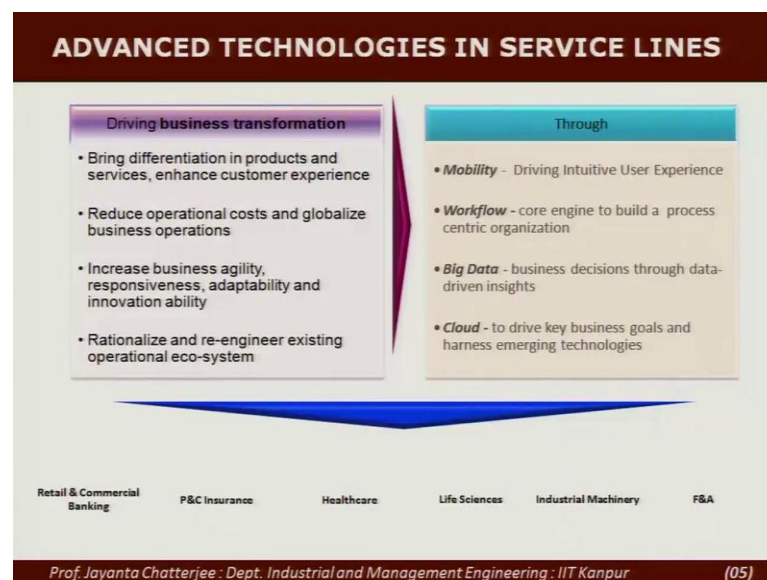 ADVANCED TECHNOLOGIES IN SERVICE LINES
Driving business transformation
• Bring differentiation in products and
services, enhance customer experience
• Reduce operational costs and globalize
business operations
• Increase business agility,
responsiveness, adaptability and
innovation ability
• Rationalize and re-engineer existing
operational eco-system
Through
• Mobility - Driving Intuitive User Experience
• Workflow - core engine to build a process
centric organization
• Big Data - business decisions through data-
driven insights
• Cloud - to drive key business goals and
harness emerging technologies
Retail & Commercial
Banking
P&C Insurance
Healthcare
Life Sciences
Industrial Machinery
F&A
Prof. Jayanta Chatterjee : Dept. Industrial and Management Engineering : IIT Kanpur (05)